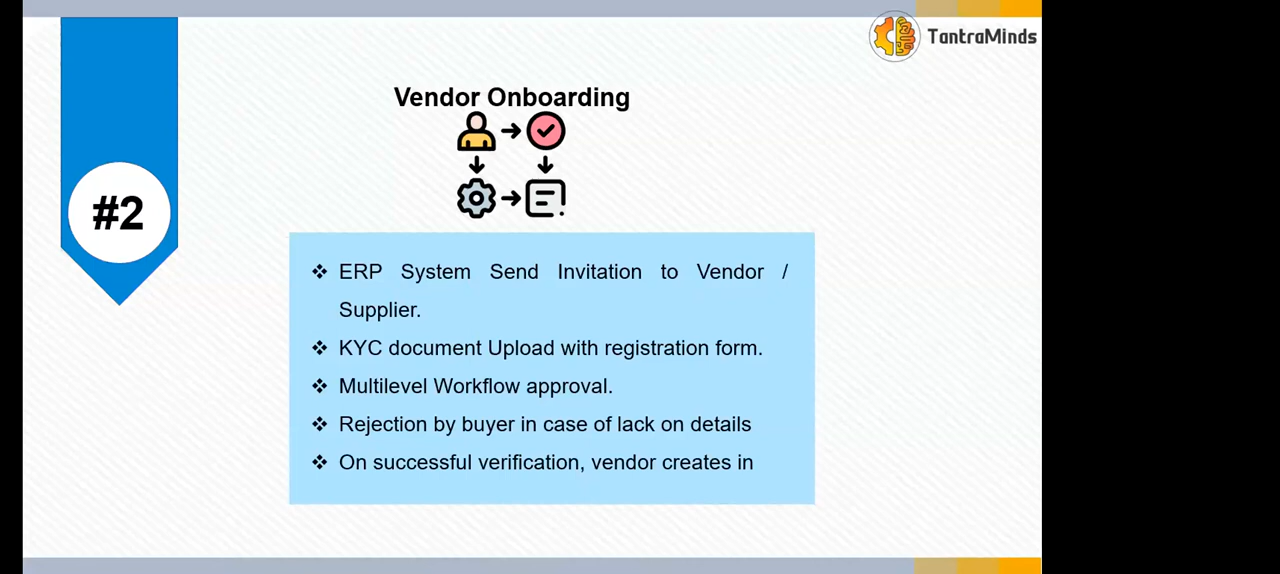 TantraMinds
Vendor Onboarding
#2
❖ ERP System Send Invitation to Vendor /
Supplier.
❖ KYC document Upload with registration form.
❖ Multilevel Workflow approval.
❖ Rejection by buyer in case of lack on details
❖ On successful verification, vendor creates in